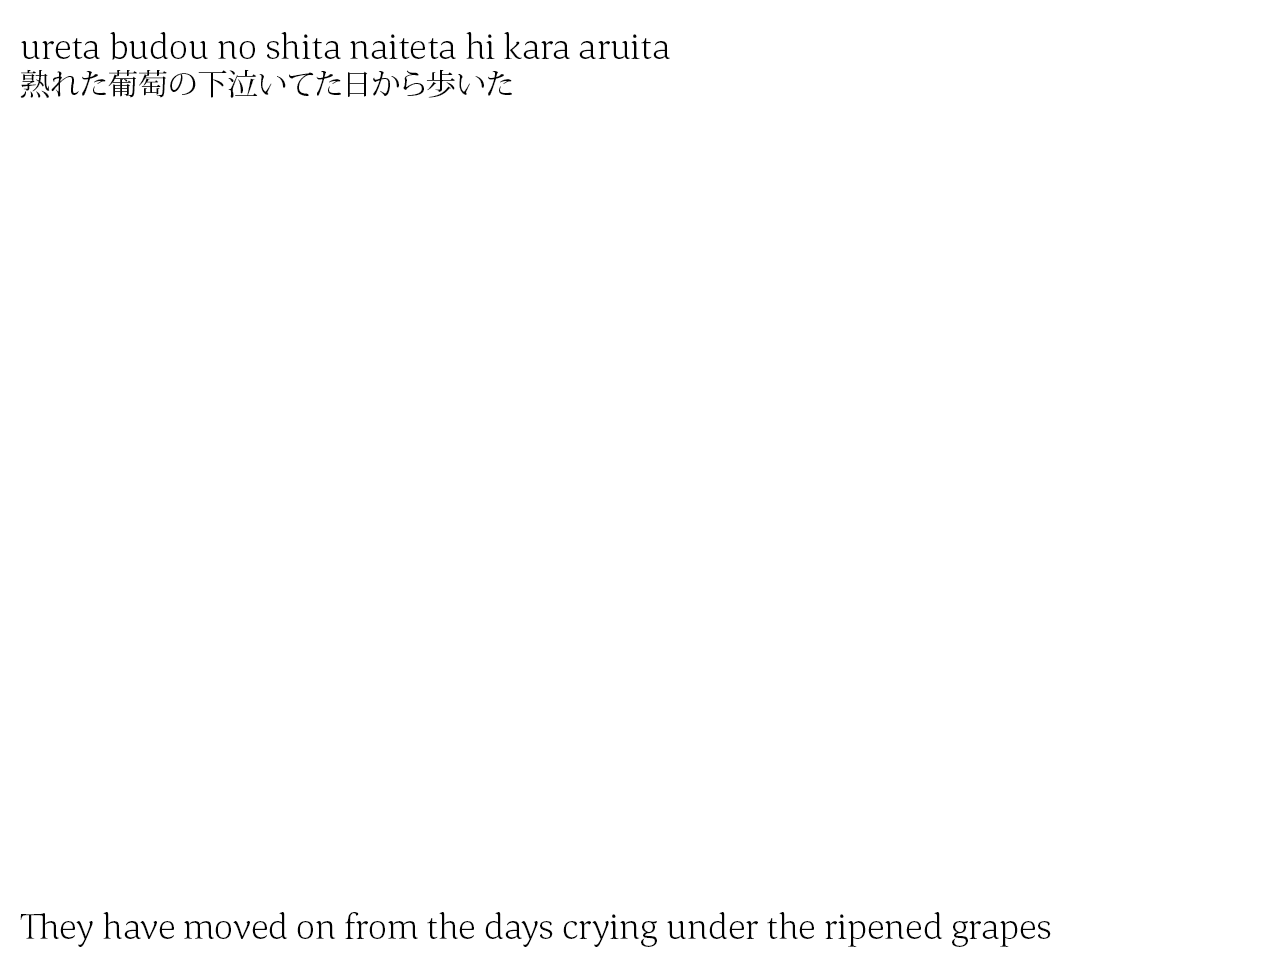 ureta budou no shita naiteta hi kara aruita
熟れた葡萄の下泣いてた日から歩いた
They have moved on from the days crying under the ripened grapes